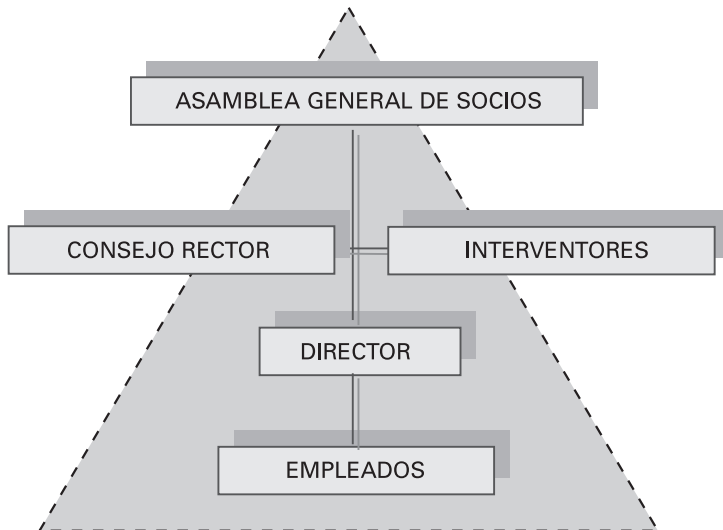 ASAMBLEA GENERAL DE SOCIOS
CONSEJO RECTOR
INTERVENTORES
DIRECTOR
EMPLEADOS